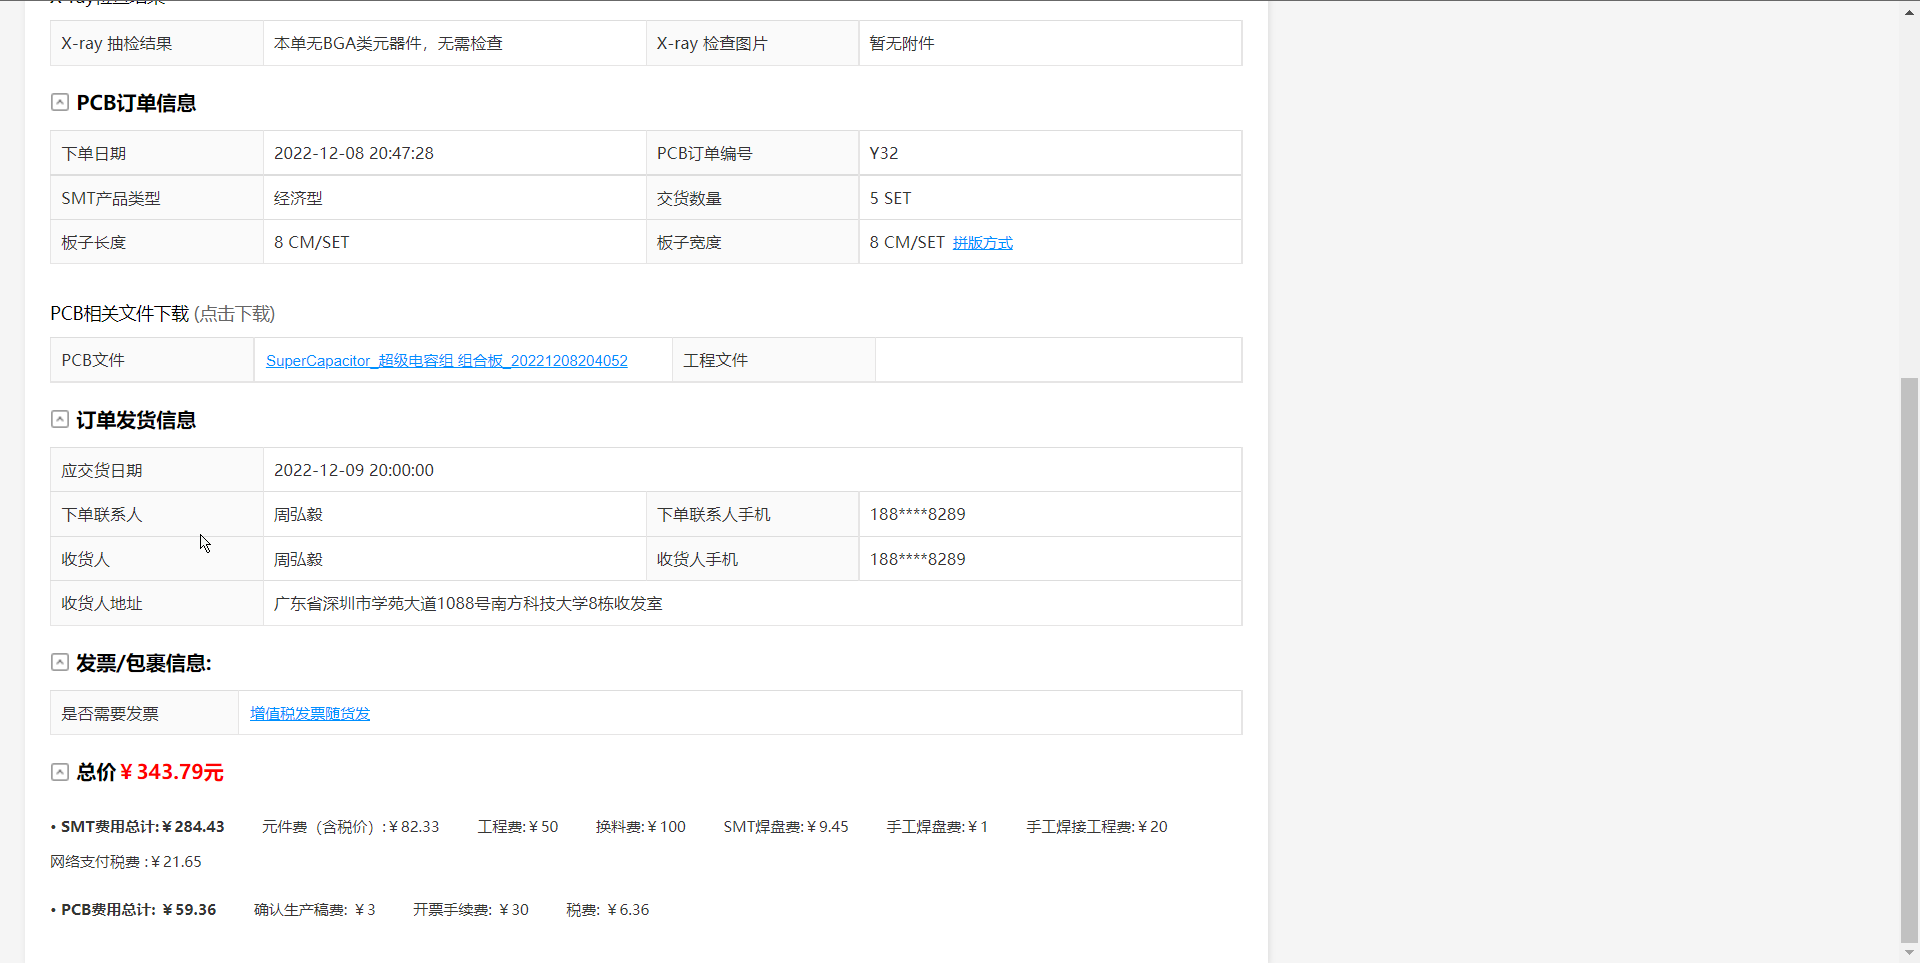 X-ray检查结果
X-ray 抽检结果 本单无BGA类元器件，无需检查 X-ray 检查图片 暂无附件
PCB订单信息
下单日期 2022-12-08 20:47:28 PCB订单编号 Y32
SMT产品类型 经济型 交货数量 5 SET
板子长度 8 CM/SET 板子宽度 8 CM/SET 拼版方式
PCB相关文件下载 (点击下载)
PCB文件 SuperCapacitor_超级电容组 组合板_20221208204052 工程文件
订单发货信息
应交货日期 2022-12-09 20:00:00
下单联系人 周弘毅 下单联系人手机 188****8289
收货人 周弘毅 收货人手机 188****8289
收货人地址 广东省深圳市学苑大道1088号南方科技大学8栋收发室
发票/包裹信息:
是否需要发票 增值税发票随货发
总价￥343.79元
• SMT费用总计:￥284.43 元件费（含税价）:￥82.33 工程费:￥50 换料费:￥100 SMT焊盘费:￥9.45 手工焊盘费:￥1 手工焊接工程费:￥20
网络支付税费 :￥21.65
• PCB费用总计: ￥59.36 确认生产稿费: ￥3 开票手续费: ￥30 税费: ￥6.36